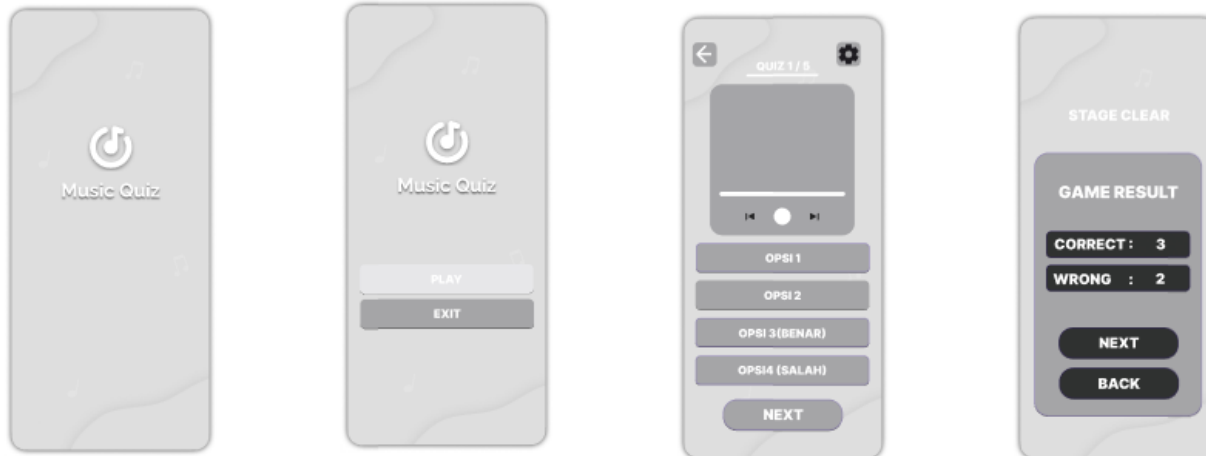 Music Quiz
Music Quiz
PLAY
EXIT
QUIZ 1 / 5
OPSI 1
OPSI 2
OPSI 3(BENAR)
OPSI4 (SALAH)
NEXT
STAGE CLEAR
GAME RESULT
CORRECT : 3
WRONG : 2
NEXT
BACK